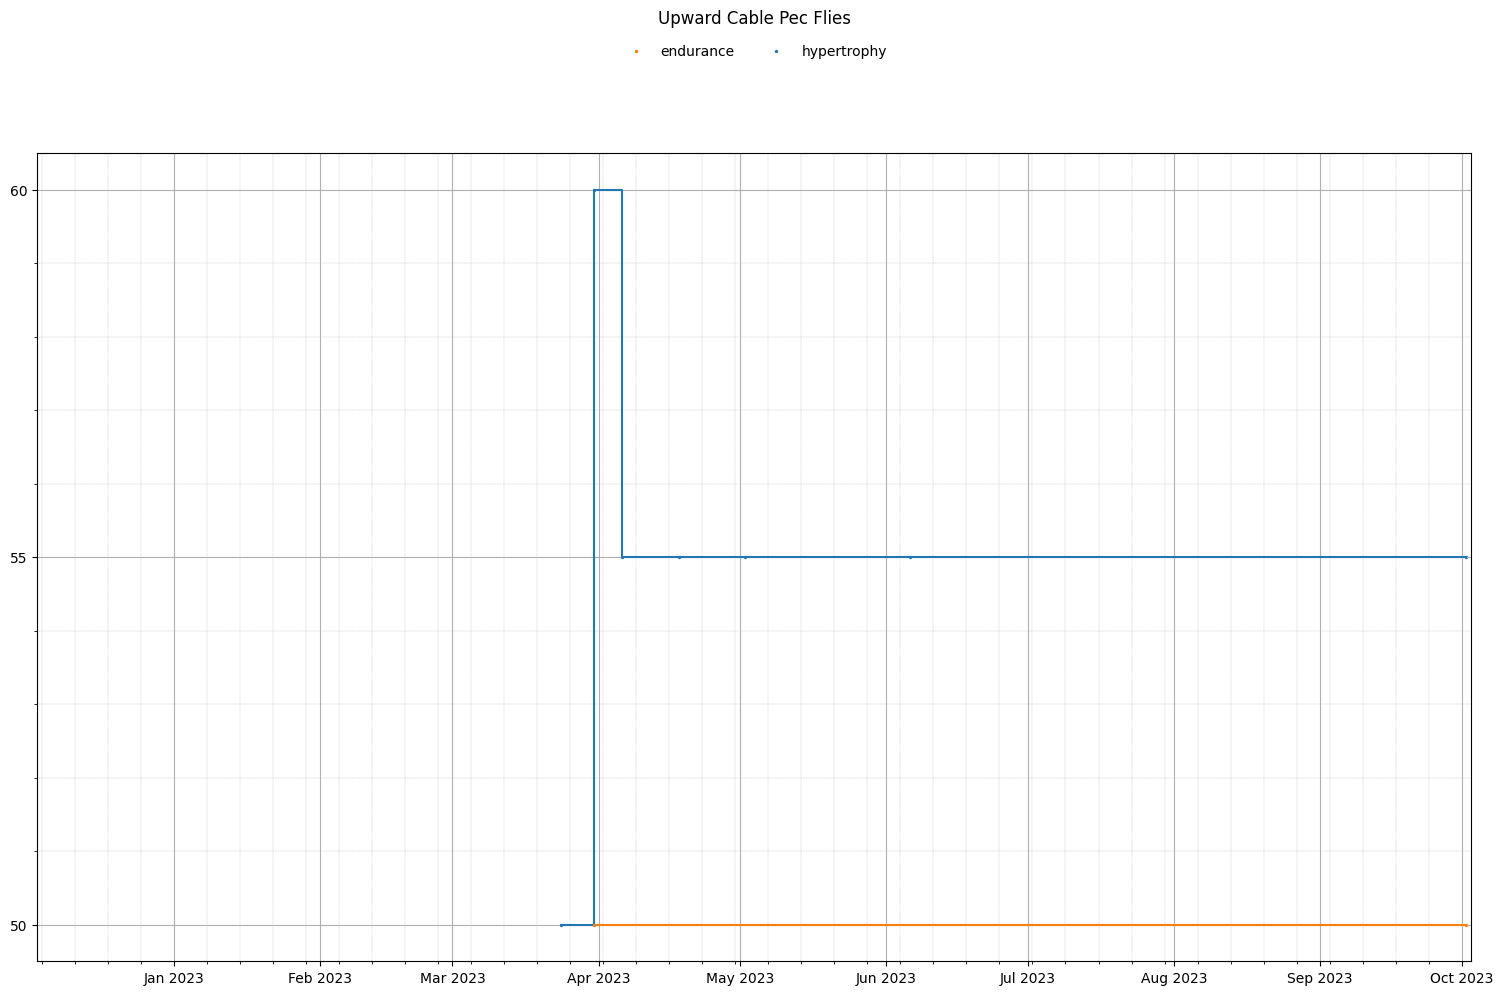 Upward Cable Pec Flies
endurance hypertrophy
60
55
50
Jan 2023 Feb 2023 Mar 2023 Apr 2023 May 2023 Jun 2023 Jul 2023 Aug 2023 Sep 2023 Oct 2023